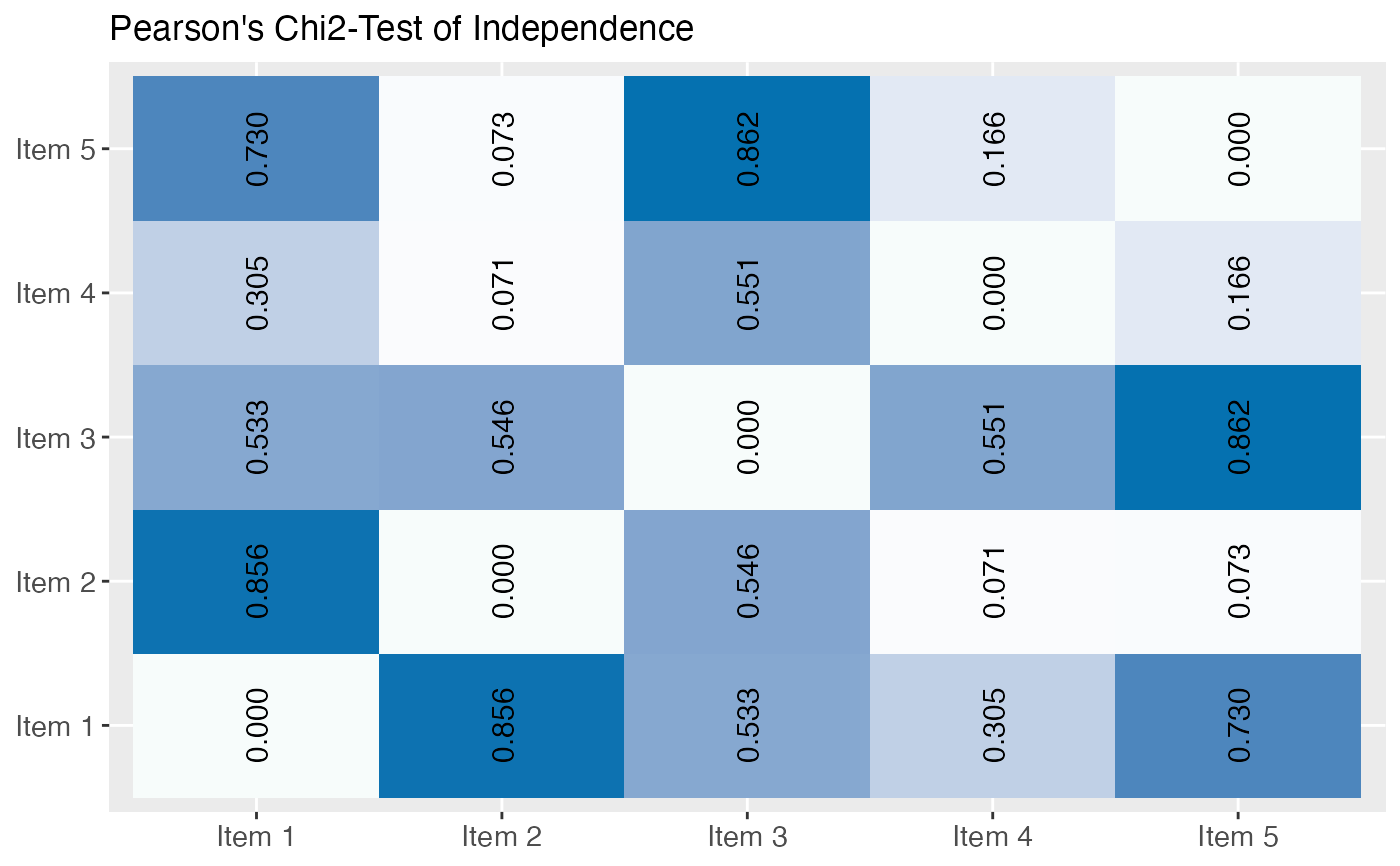 Pearson's Chi2-Test of Independence
Item 5 0.730 0.073 0.862 0.166 0.000
Item 4 0.305 0.071 0.551 0.000 0.166
Item 3 0.533 0.546 0.000 0.551 0.862
Item 2 0.856 0.000 0.546 0.071 0.073
Item 1 0.000 0.856 0.533 0.305 0.730
Item 1 Item 2 Item 3 Item 4 Item 5